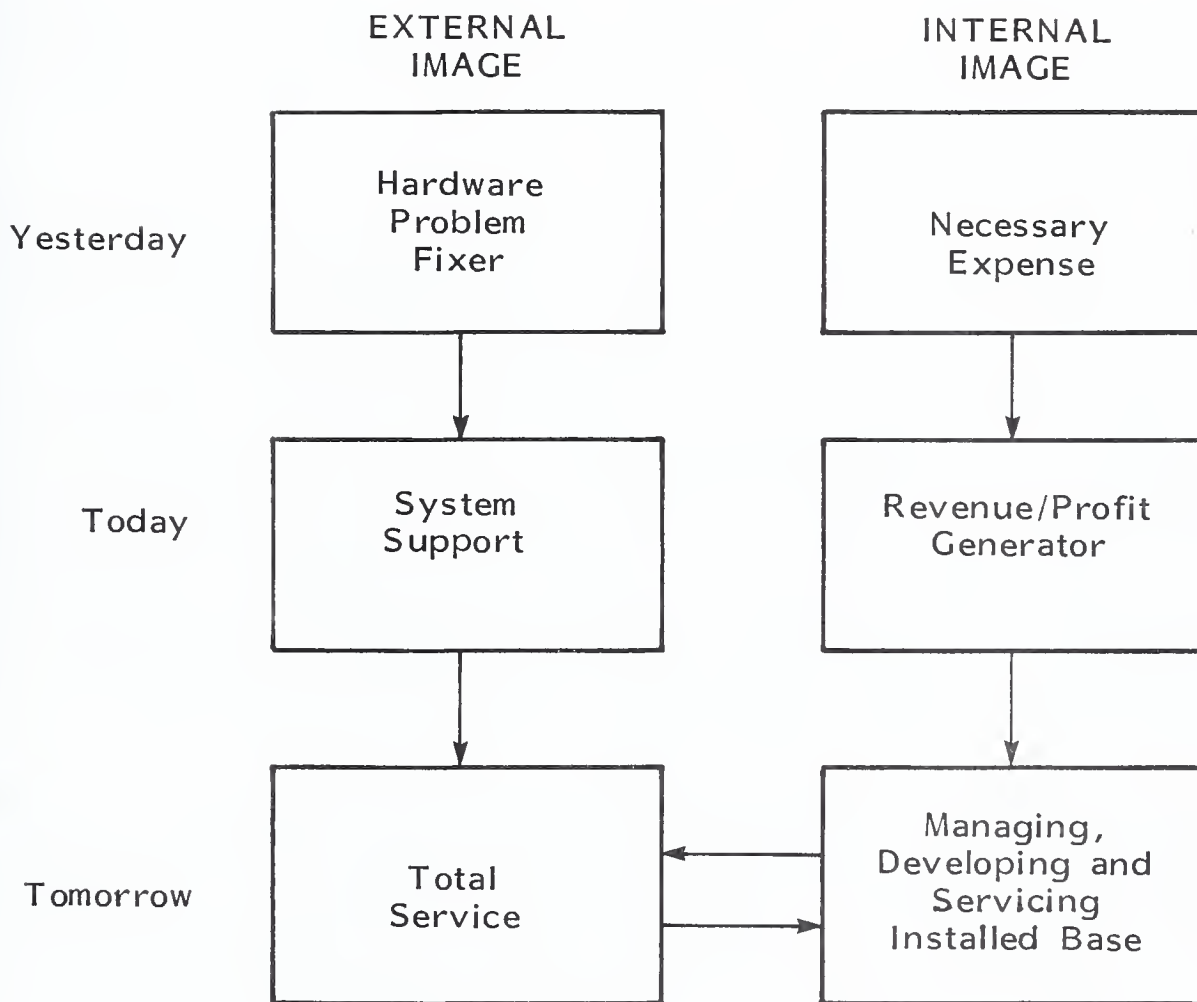 EXTERNAL
IMAGE
INTERNAL
IMAGE
Yesterday
Hardware
Problem
Fixer
Necessary
Expense
Today
System
Support
Revenue/Profit
Generator
Tomorrow
Total
Service
Managing,
Developing and
Servicing
Installed Base